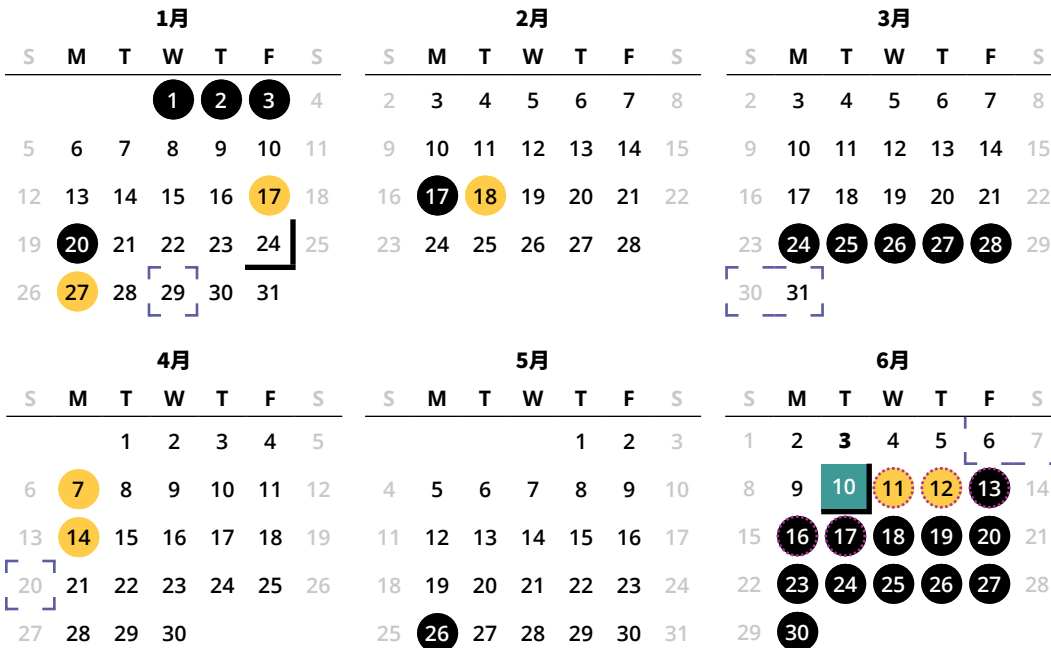 1月 2月 3月
S M T W T F S S M T W T F S S M T W T F S
1 2 3 4 2 3 4 5 6 7 8 2 3 4 5 6 7 8
5 6 7 8 9 10 11 9 10 11 12 13 14 15 9 10 11 12 13 14 15
12 13 14 15 16 17 18 16 17 18 19 20 21 22 16 17 18 19 20 21 22
19 20 21 22 23 24 25 23 24 25 26 27 28 23 24 25 26 27 28 29
26 27 28 29 30 31 30 31
4月 5月 6月
S M T W T F S S M T W T F S S M T W T F S
1 2 3 4 5 1 2 3 1 2 3 4 5 6 7
6 7 8 9 10 11 12 4 5 6 7 8 9 10 8 9 10 11 12 13 14
13 14 15 16 17 18 19 11 12 13 14 15 16 17 15 16 17 18 19 20 21
20 21 22 23 24 25 26 18 19 20 21 22 23 24 22 23 24 25 26 27 28
27 28 29 30 25 26 27 28 29 30 31 29 30